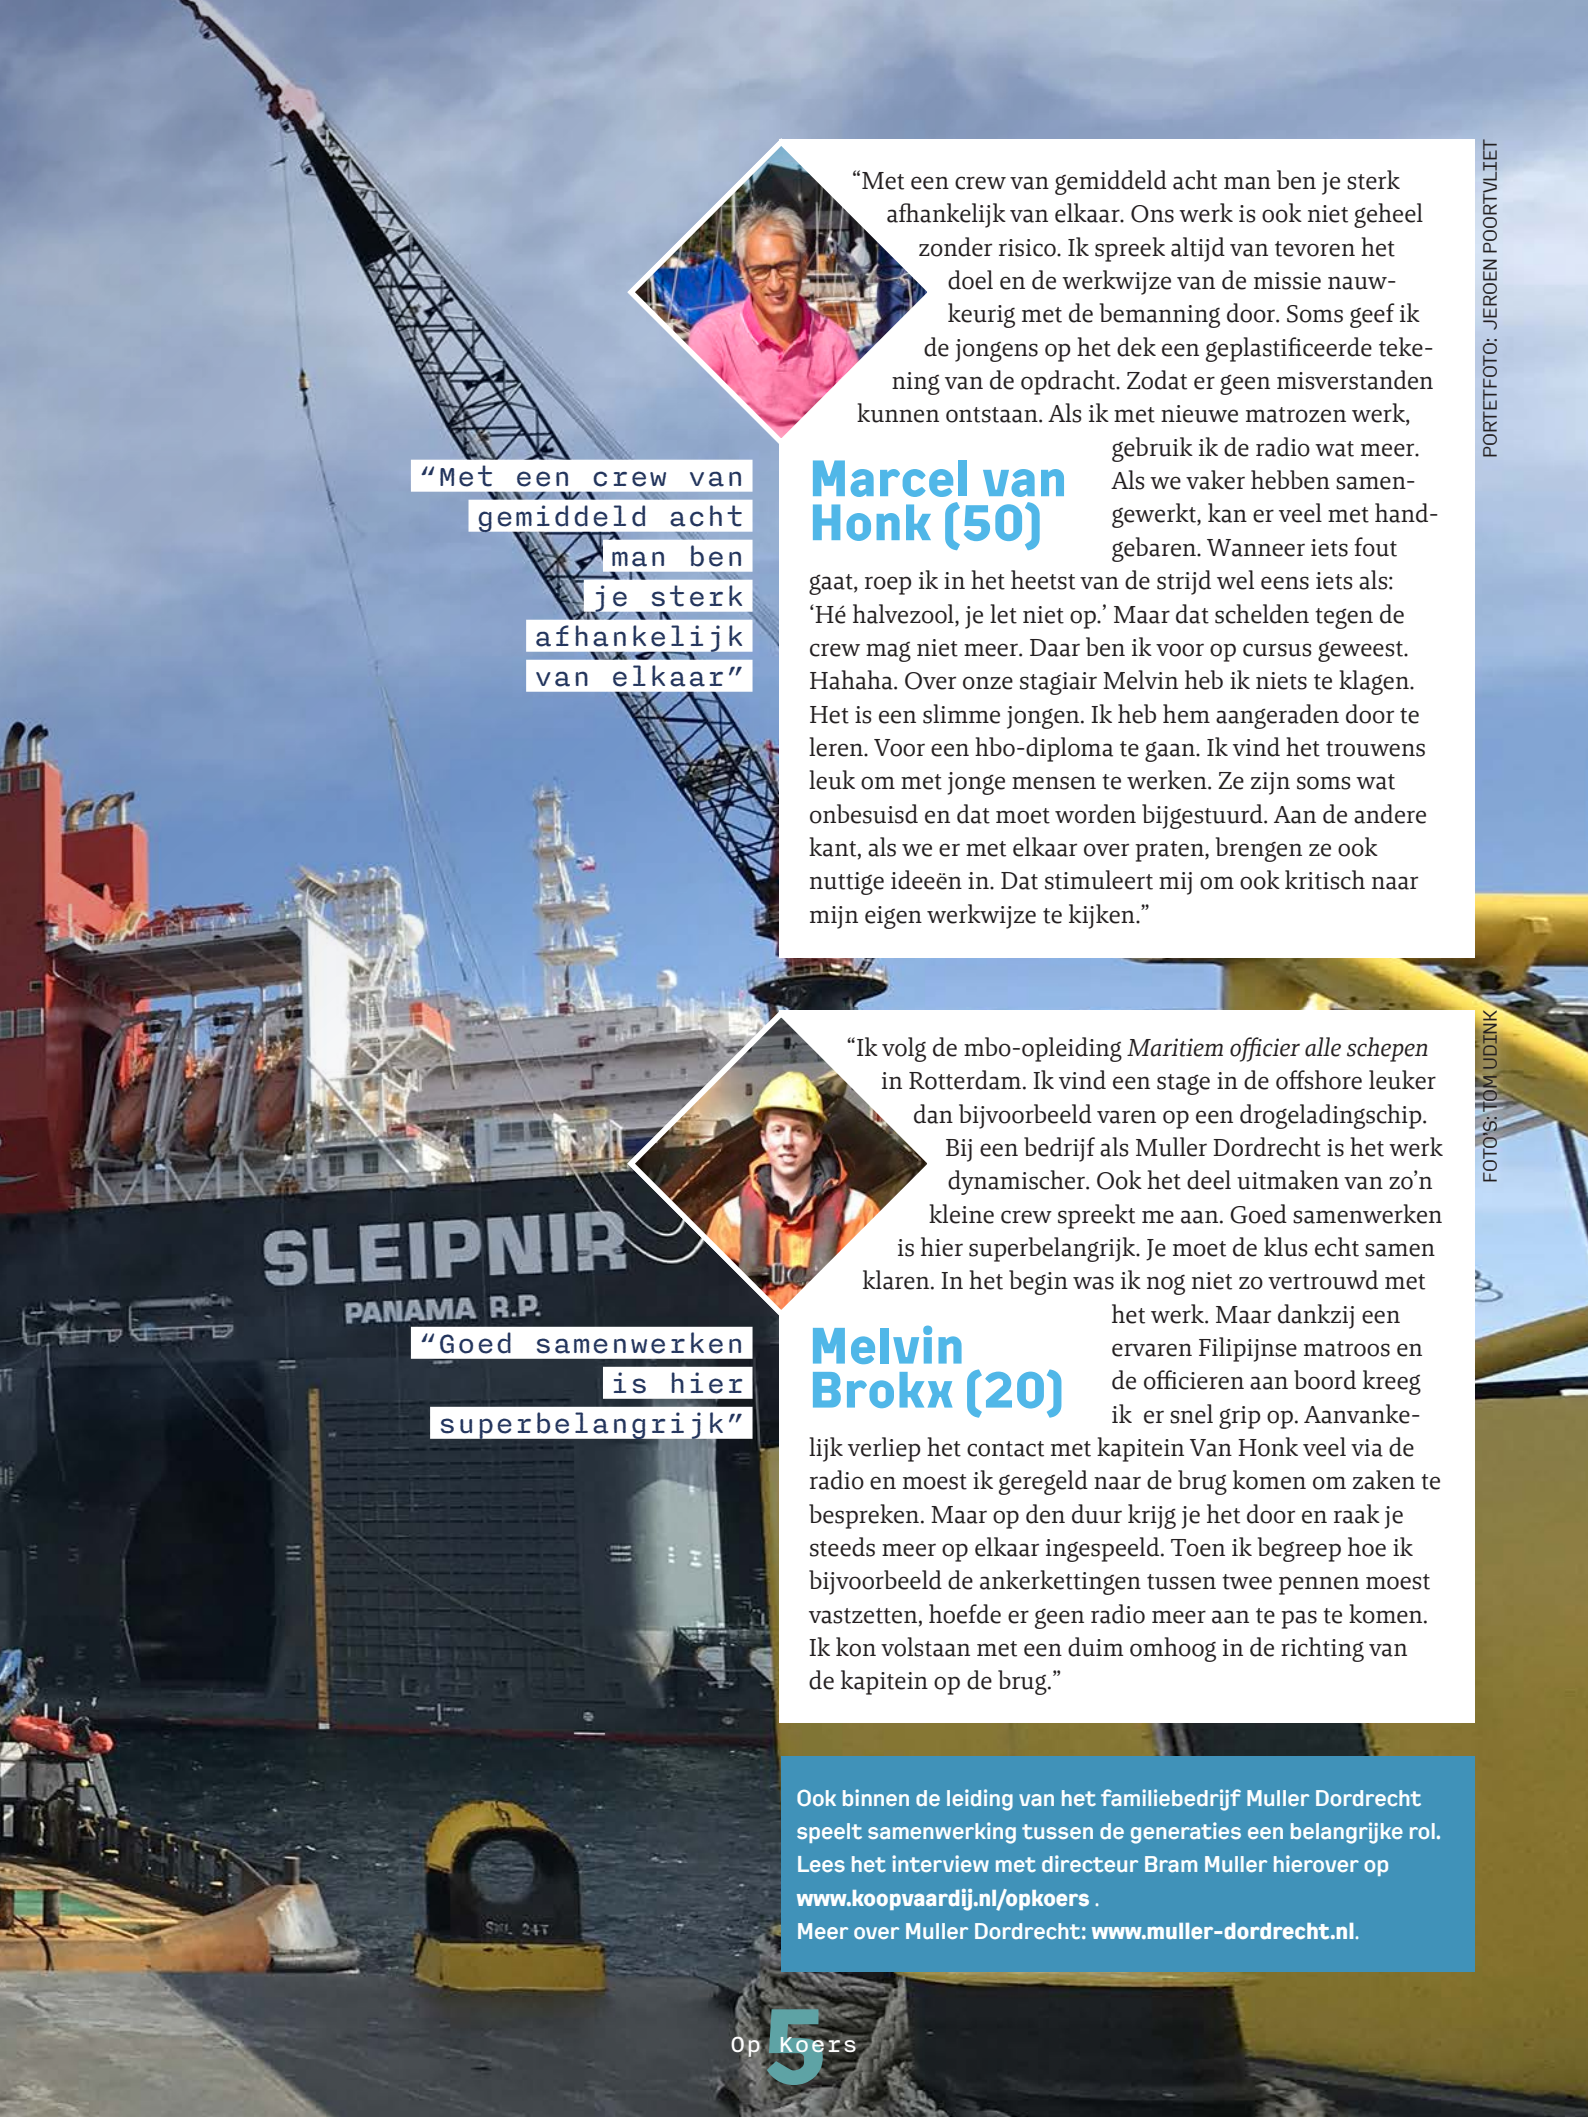 “Met een crew van gemiddeld acht man ben je sterk
afhankelijk van elkaar. Ons werk is ook niet geheel
zonder risico. Ik spreek altijd van tevoren het
doel en de werkwijze van de missie nauw-
keurig met de bemanning door. Soms geef ik
de jongens op het dek een geplastificeerde teke-
ning van de opdracht. Zodat er geen misverstanden
kunnen ontstaan. Als ik met nieuwe matrozen werk,
gebruik ik de radio wat meer.
Als we vaker hebben samen-
gewerkt, kan er veel met hand-
gebaren. Wanneer iets fout
gaat, roep ik in het heetst van de strijd wel eens iets als:
‘Hé halvezool, je let niet op.’ Maar dat schelden tegen de
crew mag niet meer. Daar ben ik voor op cursus geweest.
Hahaha. Over onze stagiair Melvin heb ik niets te klagen.
Het is een slimme jongen. Ik heb hem aangeraden door te
leren. Voor een hbo-diploma te gaan. Ik vind het trouwens
leuk om met jonge mensen te werken. Ze zijn soms wat
onbesuisd en dat moet worden bijgestuurd. Aan de andere
kant, als we er met elkaar over praten, brengen ze ook
nuttige ideeën in. Dat stimuleert mij om ook kritisch naar
mijn eigen werkwijze te kijken.”
Marcel van
Honk (50)
“Met een crew van
gemiddeld acht
man ben
je sterk
afhankelijk
van elkaar”
PORTETFOTO: JEROEN POORTVLIET
“Ik volg de mbo-opleiding Maritiem officier alle schepen
in Rotterdam. Ik vind een stage in de offshore leuker
dan bijvoorbeeld varen op een drogeladingschip.
Bij een bedrijf als Muller Dordrecht is het werk
dynamischer. Ook het deel uitmaken van zo’n
kleine crew spreekt me aan. Goed samenwerken
is hier superbelangrijk. Je moet de klus echt samen
klaren. In het begin was ik nog niet zo vertrouwd met
het werk. Maar dankzij een
ervaren Filipijnse matroos en
de officieren aan boord kreeg
ik er snel grip op. Aanvanke-
lijk verliep het contact met kapitein Van Honk veel via de
radio en moest ik geregeld naar de brug komen om zaken te
bespreken. Maar op den duur krijg je het door en raak je
steeds meer op elkaar ingespeeld. Toen ik begreep hoe ik
bijvoorbeeld de ankerkettingen tussen twee pennen moest
vastzetten, hoefde er geen radio meer aan te pas te komen.
Ik kon volstaan met een duim omhoog in de richting van
de kapitein op de brug.”
Melvin
Brokx (20)
“Goed samenwerken
is hier
superbelangrijk”
FOTO'S: TOM UDINK
SLEIPNIR
PANAMA R.P.
Ook binnen de leiding van het familiebedrijf Muller Dordrecht
speelt samenwerking tussen de generaties een belangrijke rol.
Lees het interview met directeur Bram Muller hierover op
www.koopvaardij.nl/opkoers .
Meer over Muller Dordrecht: www.muller-dordrecht.nl.
SWL 24T
Op Koers
5